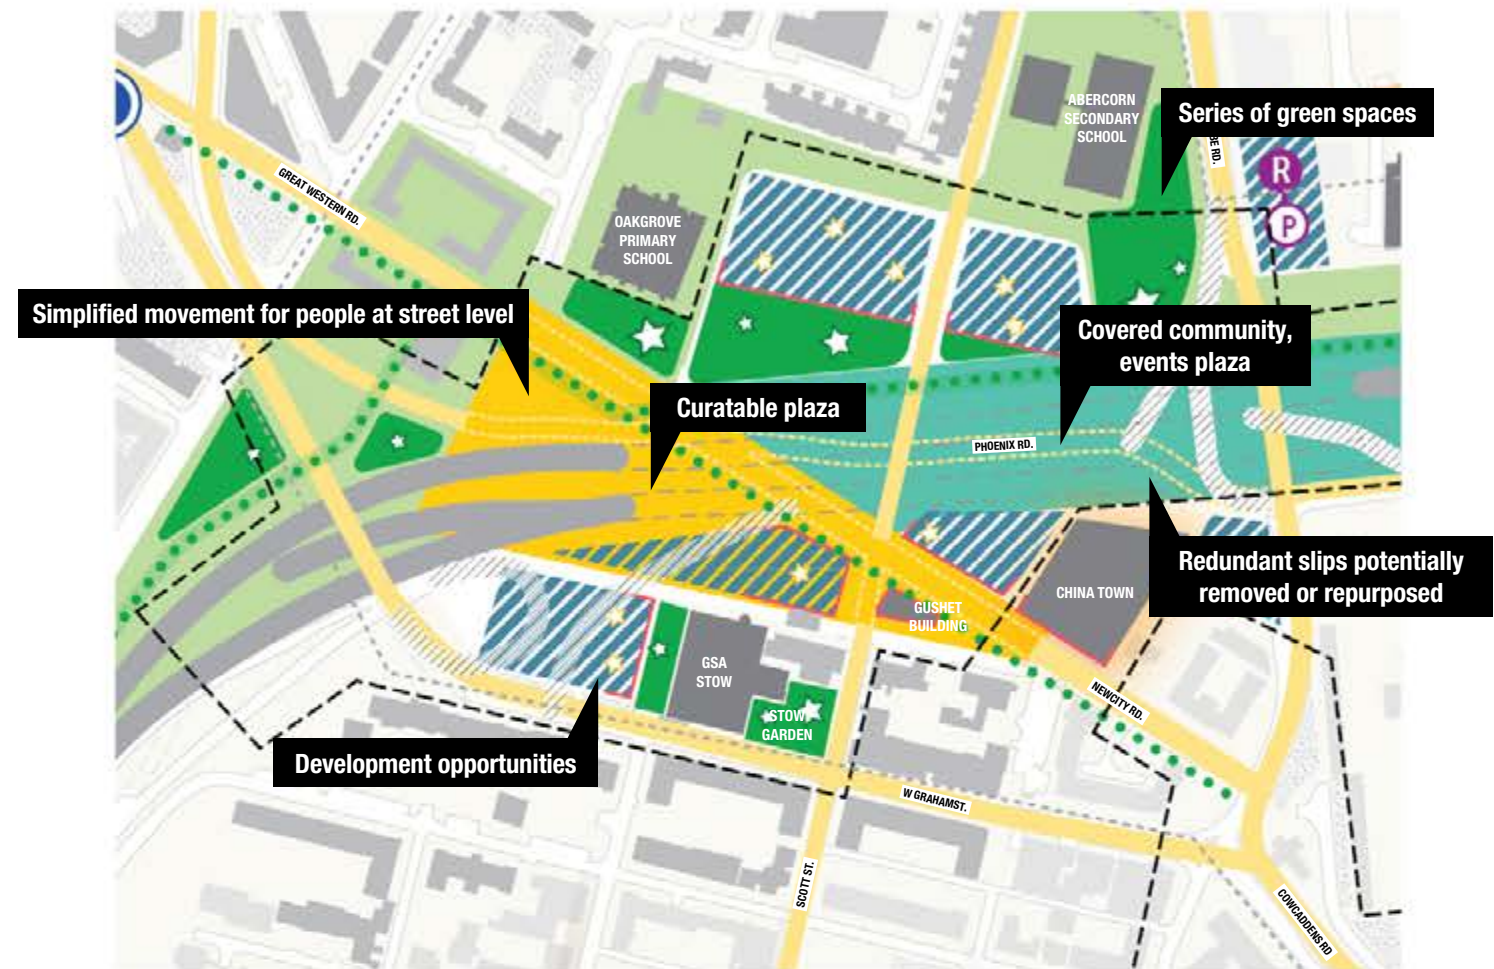 ABERCORN
SECONDARY
SCHOOL
Series of green spaces
BE RD.
R
P
GREAT WESTERN RD.
OAKGROVE
PRIMARY
SCHOOL
Simplified movement for people at street level
Covered community,
events plaza
Curatable plaza
PHOENIX RD.
Redundant slips potentially
removed or repurposed
CHINA TOWN
GUSHET
BUILDING
GSA
STOW
STOW
GARDEN
NEWCITY RD.
Development opportunities
W GRAHAMST.
SCOTT ST.
COWCADDENS RD